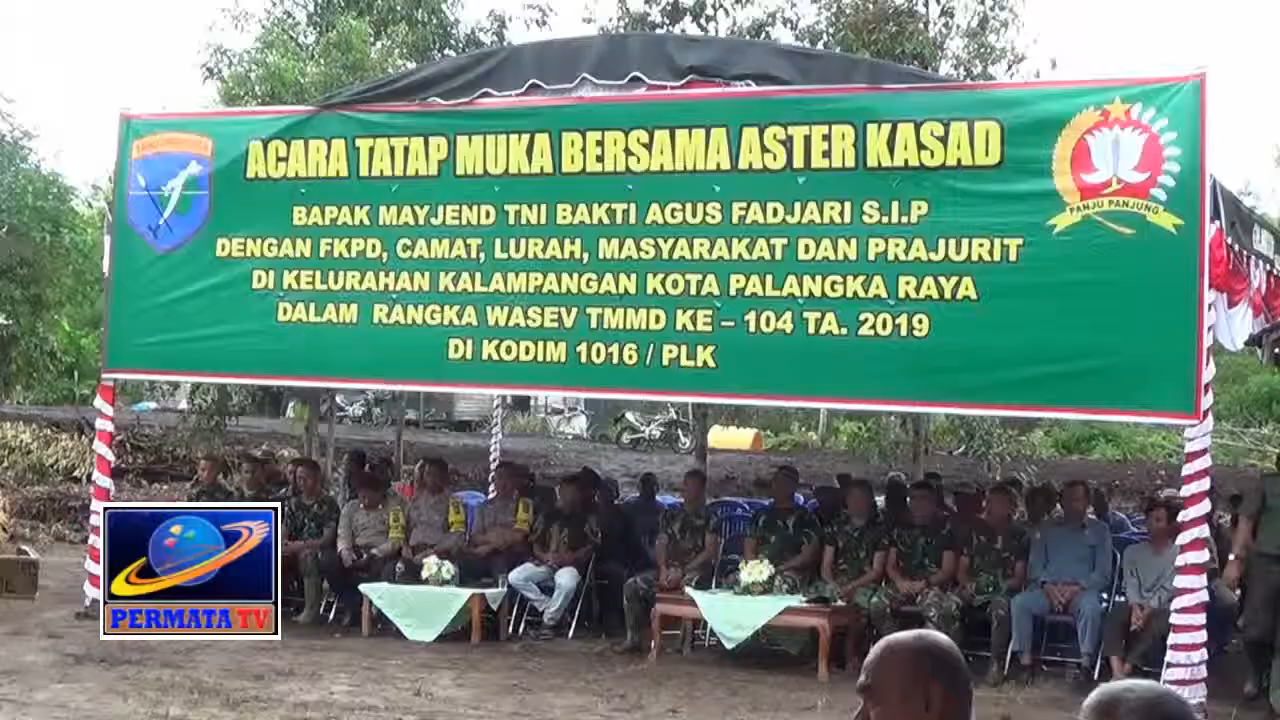 ACARA TATAP MUKA BERSAMA ASTER KASAD
BAPAK MAYJEND TNI BAKTI AGUS FADJARI S.I.P
DENGAN FKPD, CAMAT, LURAH, MASYARAKAT DAN PRAJURIT
DI KELURAHAN KALAMPANGAN KOTA PALANGKA RAYA
DALAM RANGKA WASEV TMMD KE – 104 TA. 2019
DI KODIM 1016 / PLK
PANJU PANJUNG
PERMATA TV